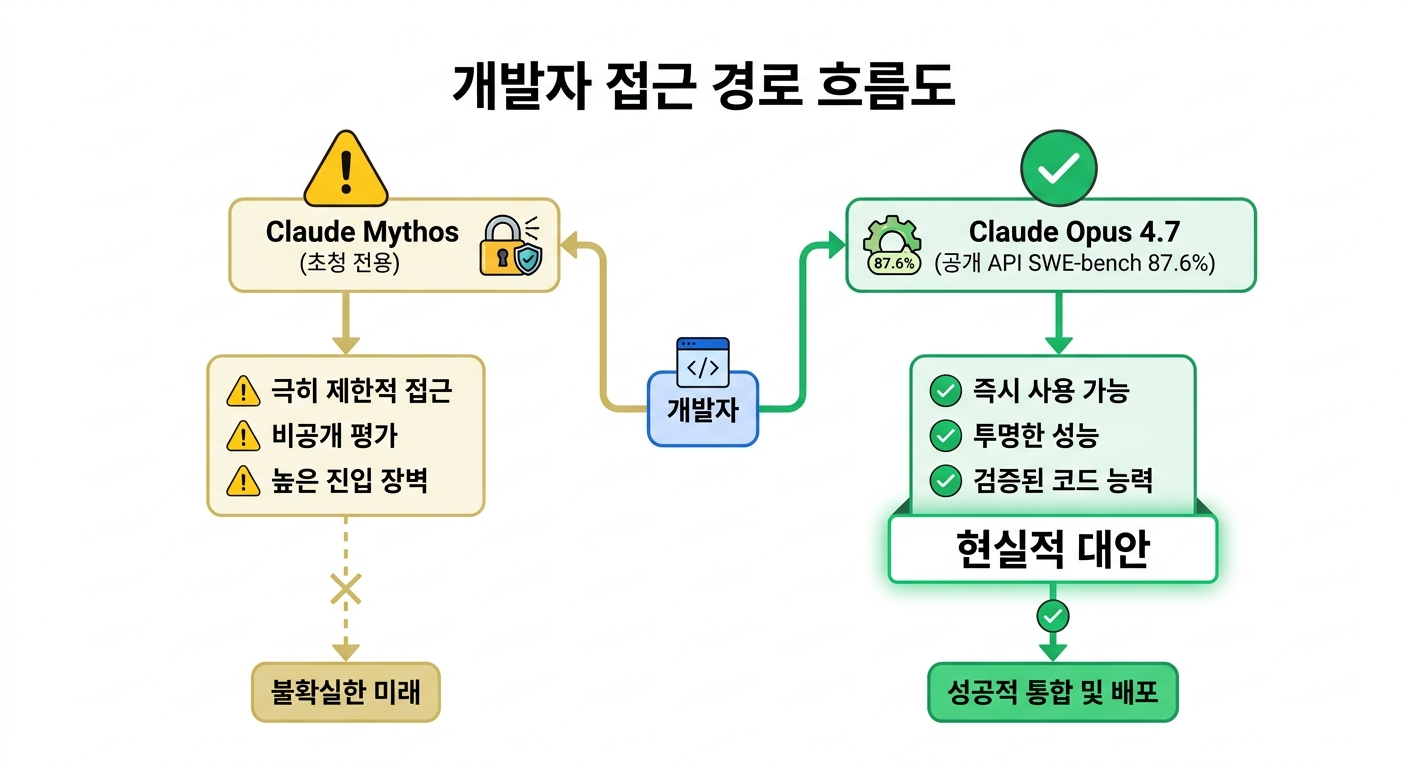 개발자 접근 경로 흐름도
Claude Mythos
(초청 전용)
극히 제한적 접근
비공개 평가
높은 진입 장벽
불확실한 미래
</>
개발자
Claude Opus 4.7
87.6%
(공개 API SWE-bench 87.6%)
즉시 사용 가능
투명한 성능
검증된 코드 능력
현실적 대안
성공적 통합 및 배포